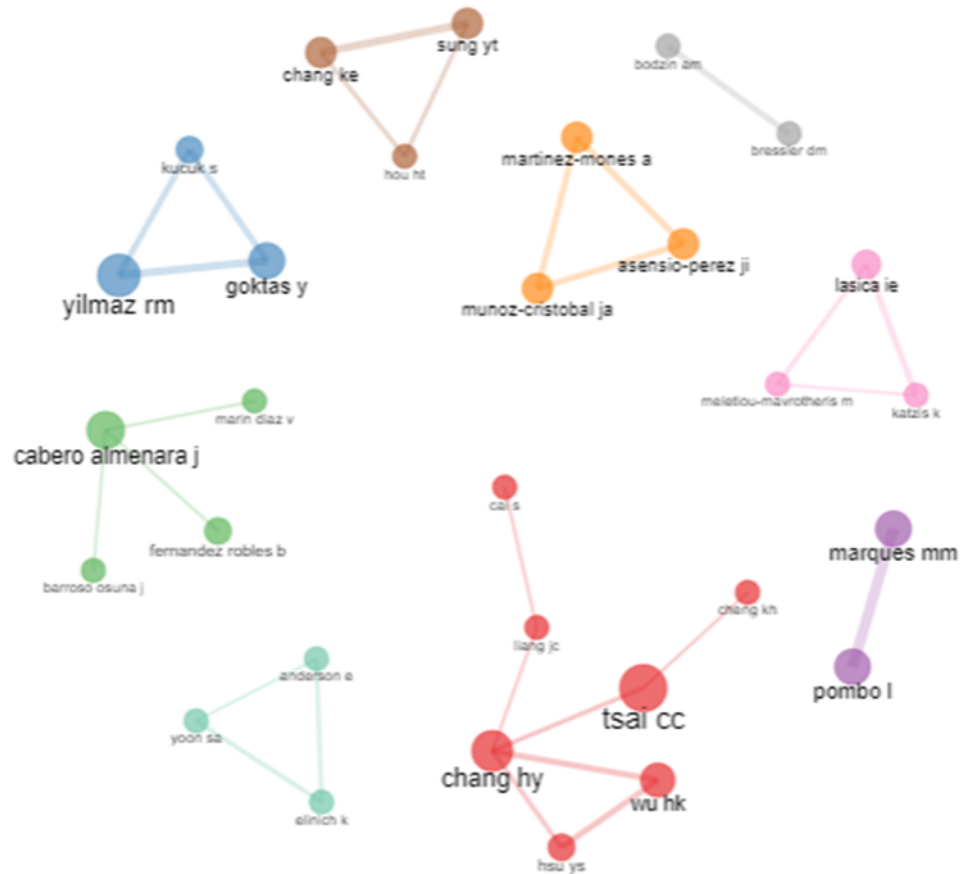 sung yt
chang ke
bodzin am
bressler dm
martinez-mones a
kucuk s
hou ht
asensio-perez ji
goktas y
lasica ie
yilmaz rm
munoz-cristobal ja
meletiou-mavrotheris m
katzis k
marin diaz v
cabero almenara j
cai s
fernandez robles b
marques mm
barroso osuna j
cheng kh
liang jc
anderson e
pombo l
tsai cc
yoon sa
chang hy
wu hk
elinich k
hsu ys